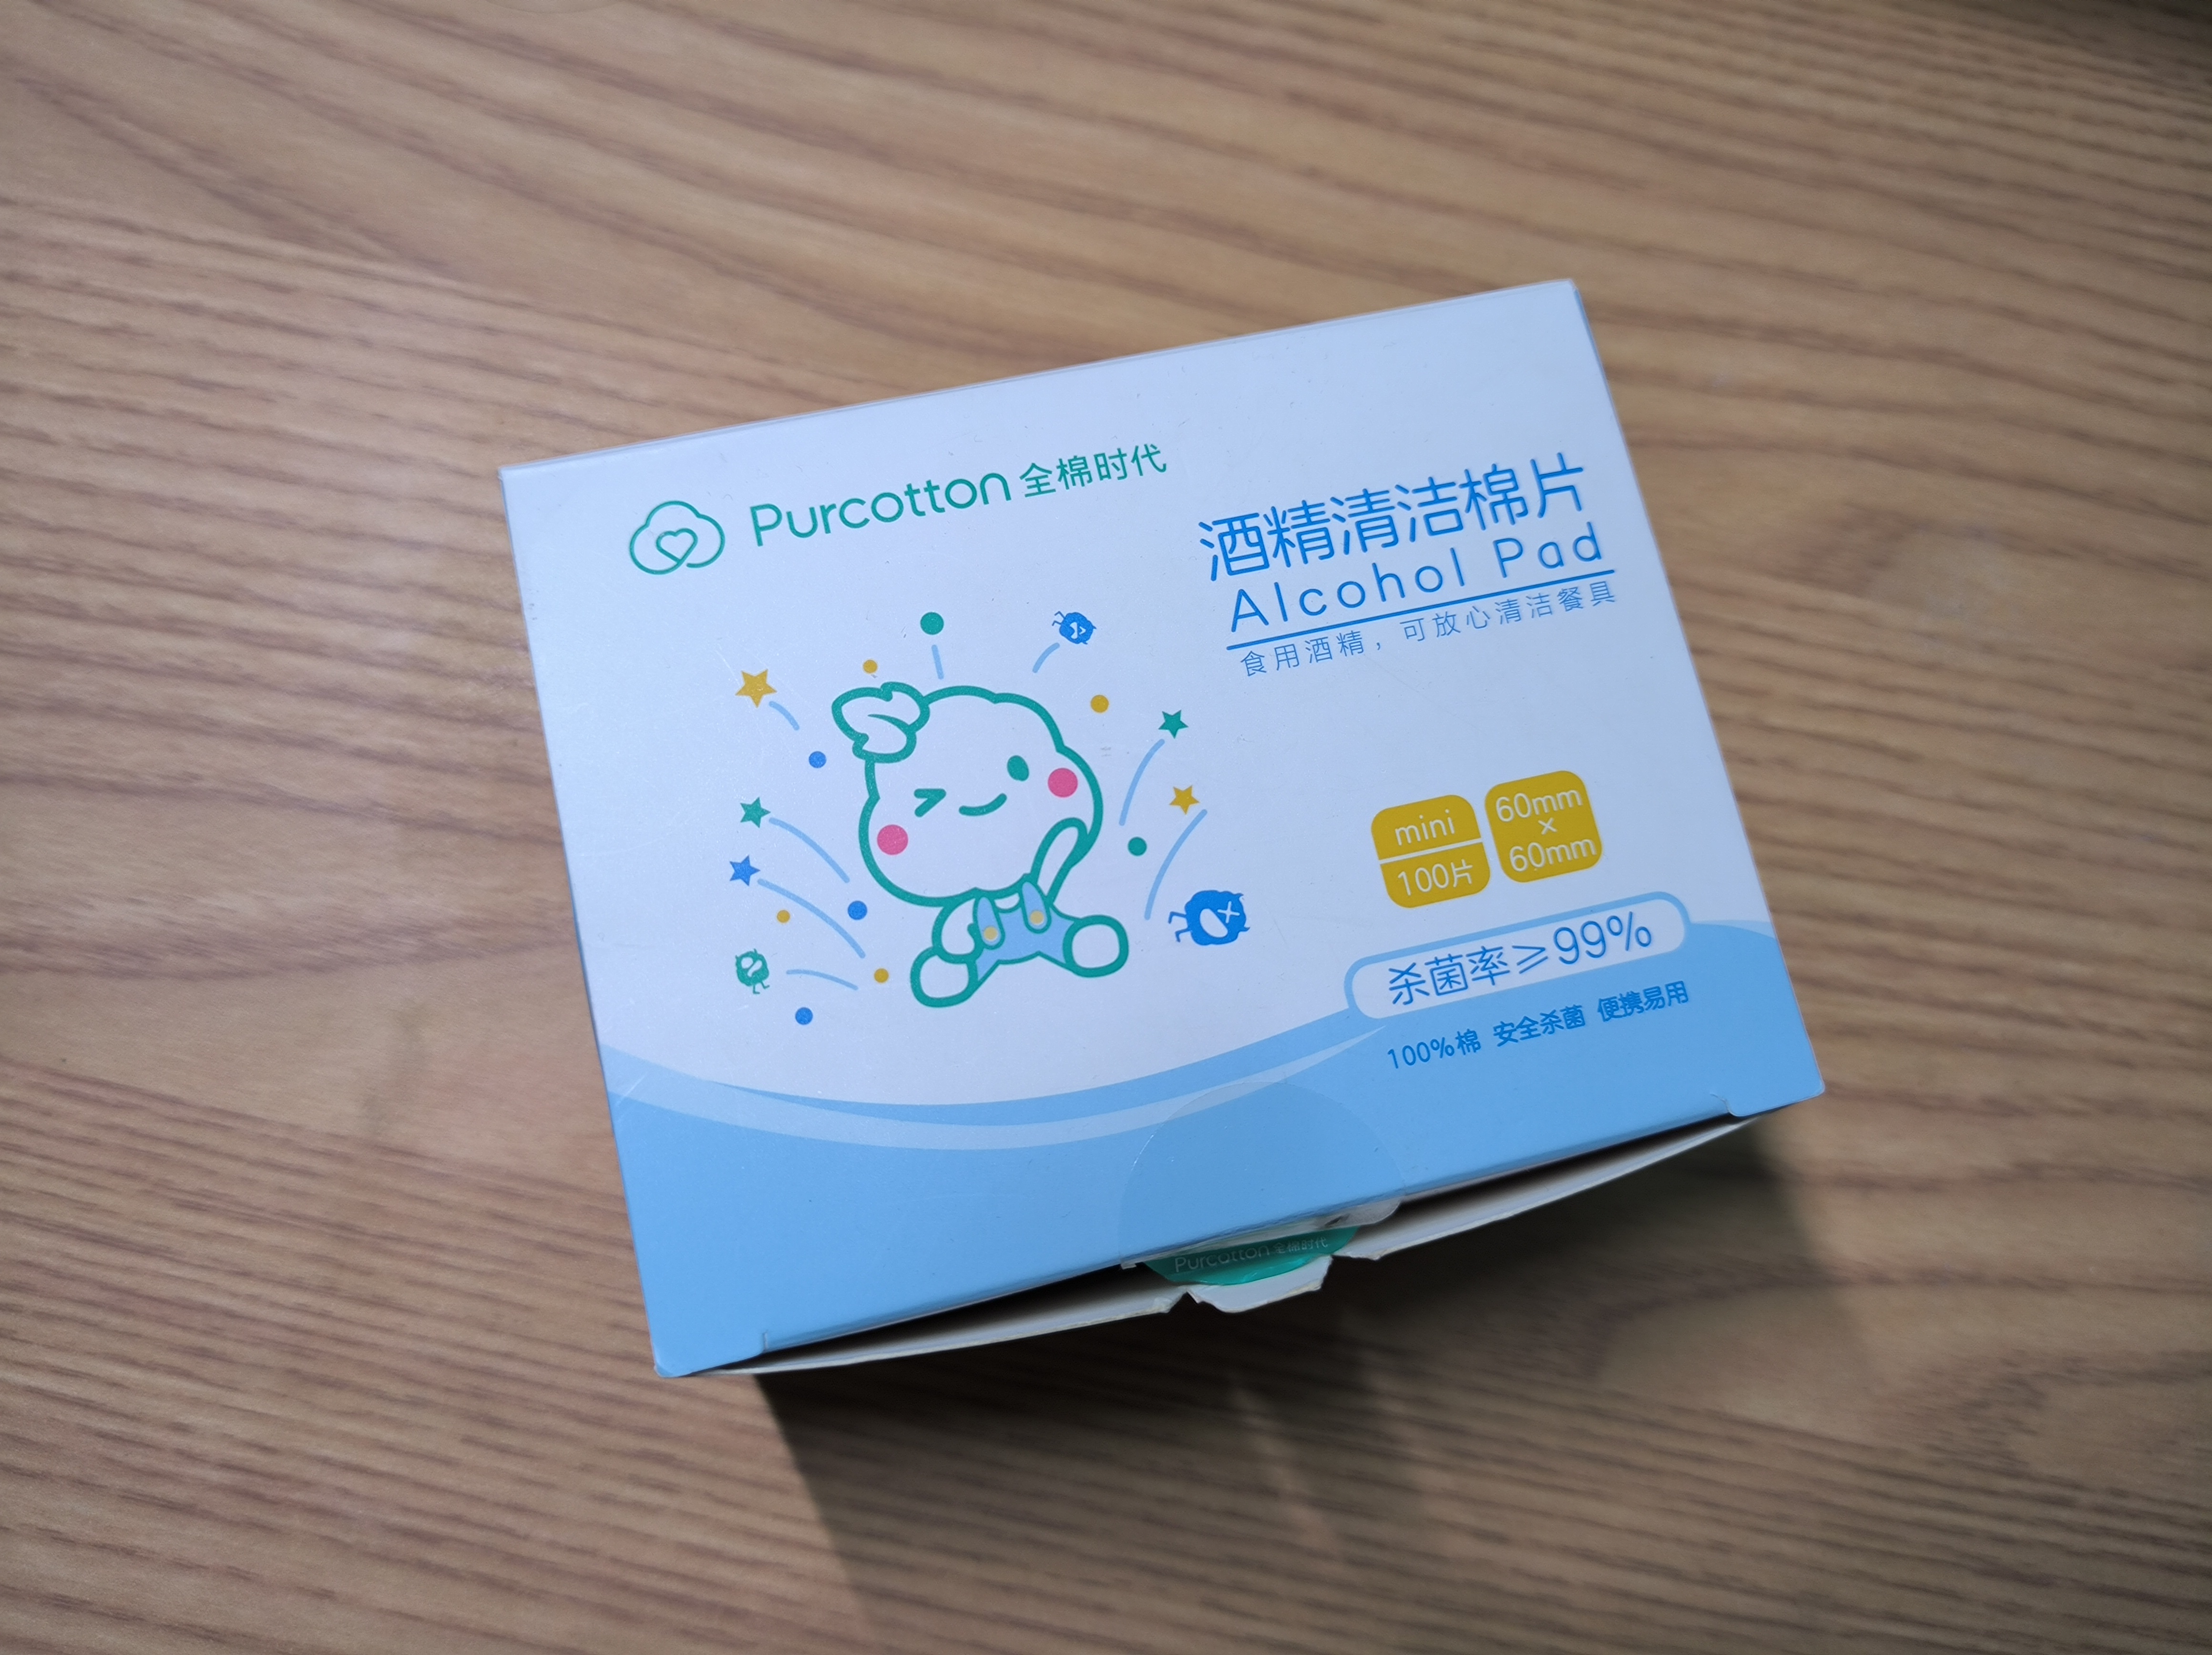 Purcotton 全棉时代
酒精清洁棉片
Alcohol Pad
食用酒精，可放心清洁餐具
mini
100片
60mm
×
60mm
杀菌率≥99%
100%棉 安全杀菌 便携易用
Purcotton 全棉时代